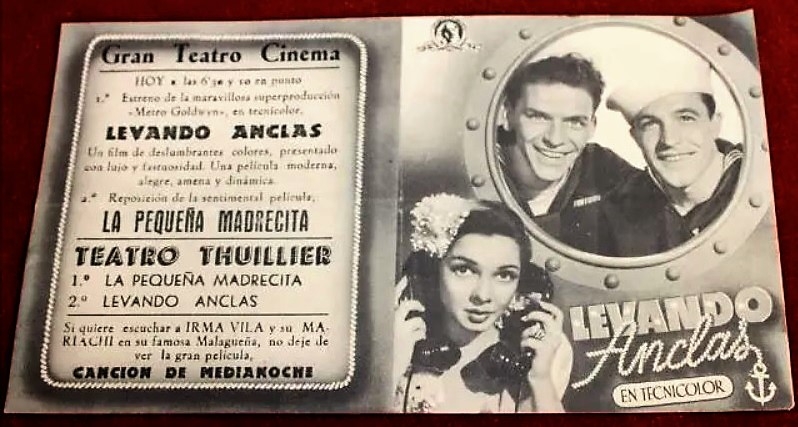 Gran Teatro Cinema
HOY • las 6'30 y 10 en punto
1.º Estreno de la maravillosa superproducción
«Metro Goldwyn», en tecnicolor,
LEVANDO ANCLAS
Un film de deslumbrantes colores, presentado
con lujo y fastuosidad. Una película moderna,
alegre, amena y dinámica.
2.º Reposición de la sentimental película,
LA PEQUEÑA MADRECITA
TEATRO THUILLIER
1.º LA PEQUEÑA MADRECITA
2.º LEVANDO ANCLAS
Si quiere escuchar a IRMA VILA y su MA-
RIACHI en su famosa Malagueña, no deje de
ver la gran película,
CANCION DE MEDIANOCHE
LEVANDO
Anclas
EN TECNICOLOR